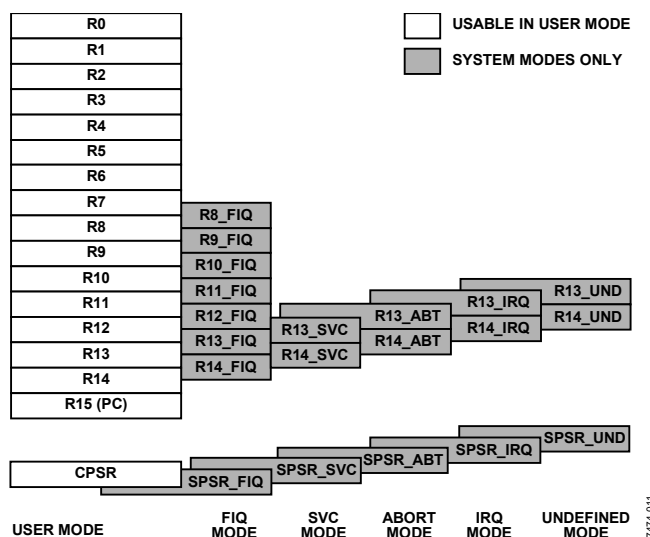 R0
R1
R2
R3
R4
R5
R6
R7
R8
R9
R10
R11
R12
R13
R14
R15 (PC)
USABLE IN USER MODE
SYSTEM MODES ONLY
R8_FIQ
R9_FIQ
R10_FIQ
R11_FIQ
R12_FIQ
R13_FIQ
R14_FIQ
R13_SVC
R14_SVC
R13_ABT
R14_ABT
R13_IRQ
R14_IRQ
R13_UND
R14_UND
CPSR
SPSR_FIQ
SPSR_SVC
SPSR_ABT
SPSR_IRQ
SPSR_UND
USER MODE
FIQ
MODE
SVC
MODE
ABORT
MODE
IRQ
MODE
UNDEFINED
MODE